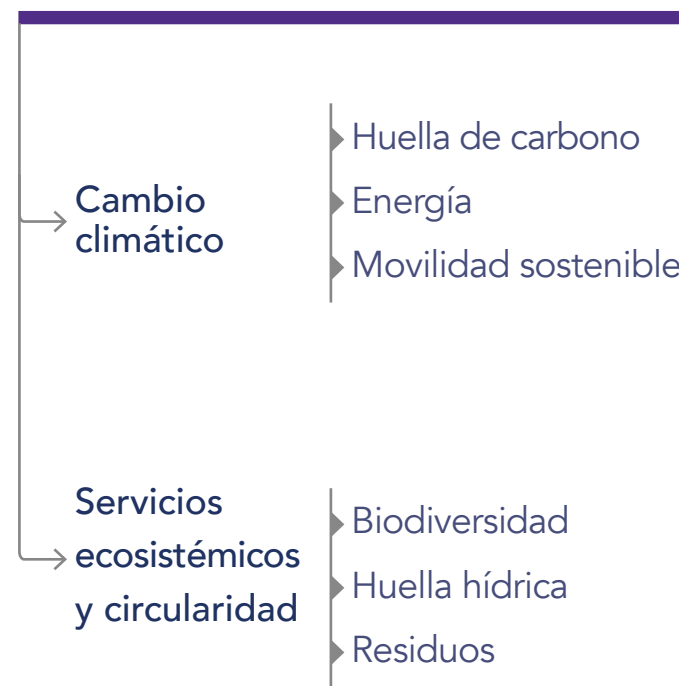 Cambio
climático
Huella de carbono
Energía
Movilidad sostenible
Servicios
ecosistémicos
y circularidad
Biodiversidad
Huella hídrica
Residuos